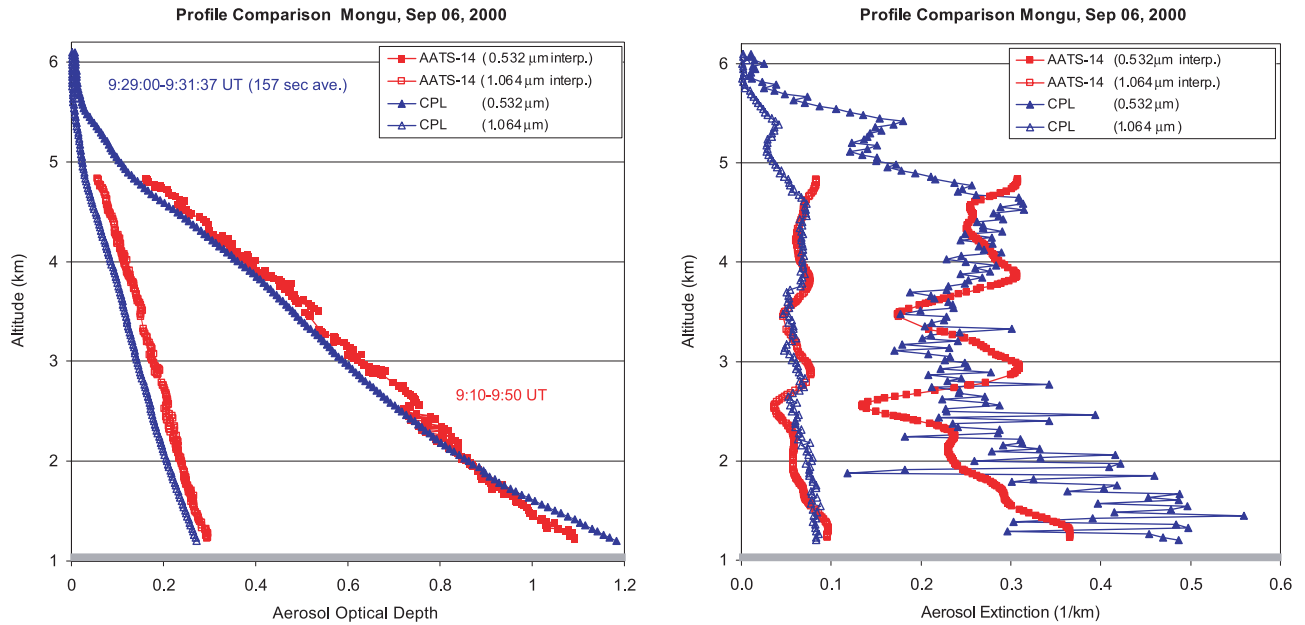 Profile Comparison Mongu, Sep 06, 2000
AATS-14 (0.532 µm interp.)
AATS-14 (1.064 µm interp.)
CPL (0.532 µm)
CPL (1.064 µm)
9:29:00-9:31:37 UT (157 sec ave.)
9:10-9:50 UT
Altitude (km)
6
5
4
3
2
1
0 0.2 0.4 0.6 0.8 1 1.2
Aerosol Optical Depth
Profile Comparison Mongu, Sep 06, 2000
AATS-14 (0.532µm interp.)
AATS-14 (1.064 µm interp.)
CPL (0.532 µm)
CPL (1.064 µm)
Altitude (km)
6
5
4
3
2
1
0.0 0.1 0.2 0.3 0.4 0.5 0.6
Aerosol Extinction (1/km)